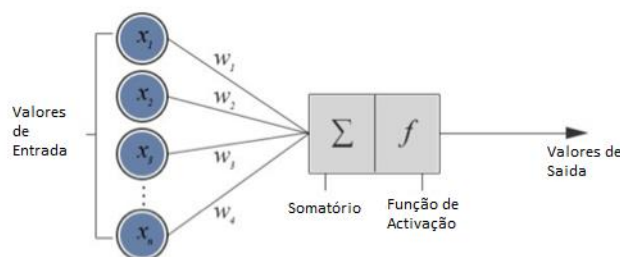 x1
w1
x2
w2
Valores
de
Entrada
x3
w3
Σ
f
Valores de
Saida
Somatório
Função de
Activação
xn
w4